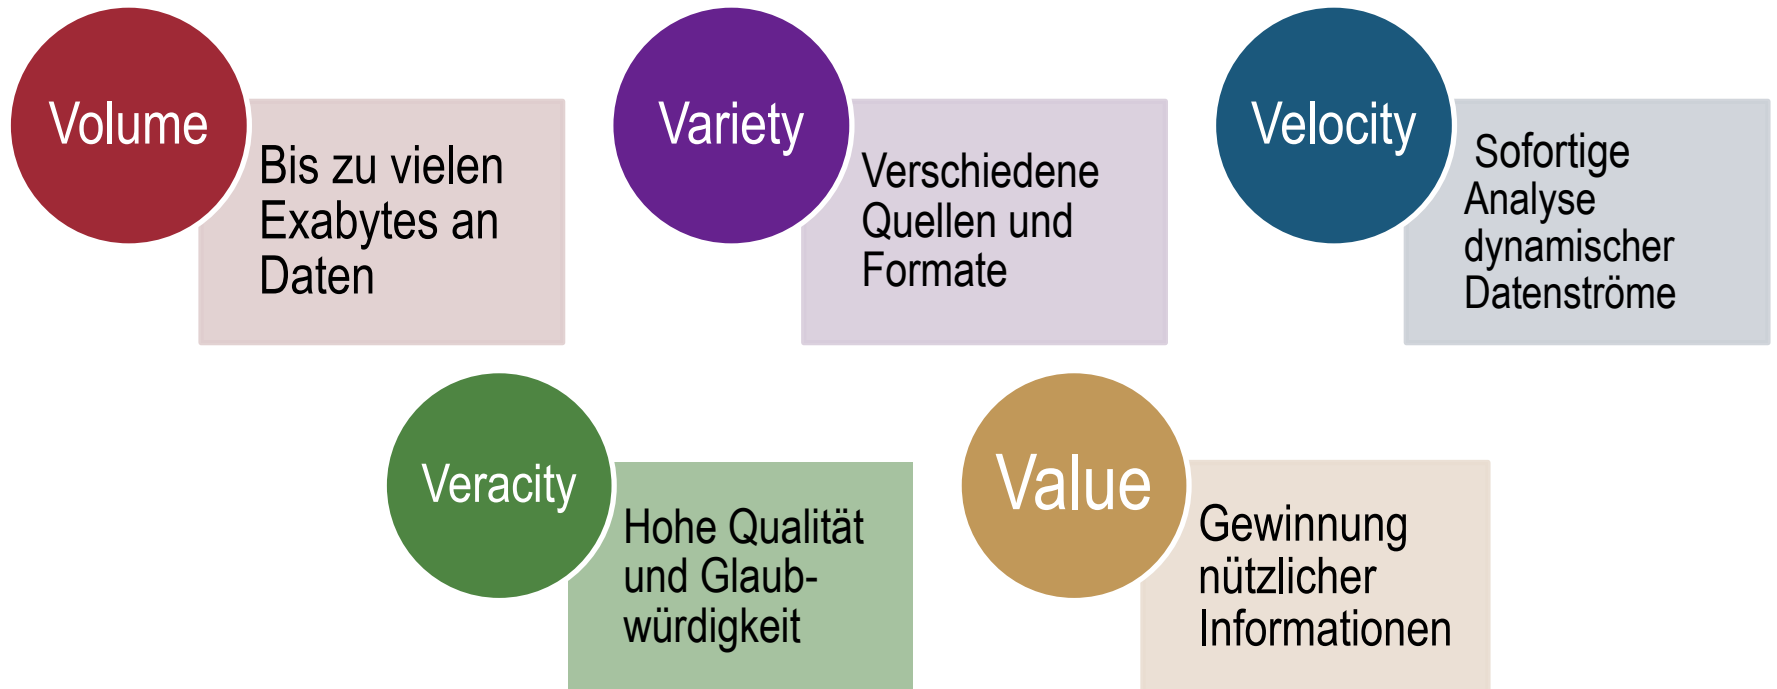 Volume
Bis zu vielen
Exabytes an
Daten
Variety
Verschiedene
Quellen und
Formate
Velocity
Sofortige
Analyse
dynamischer
Datenströme
Veracity
Hohe Qualität
und Glaub-
würdigkeit
Value
Gewinnung
nützlicher
Informationen